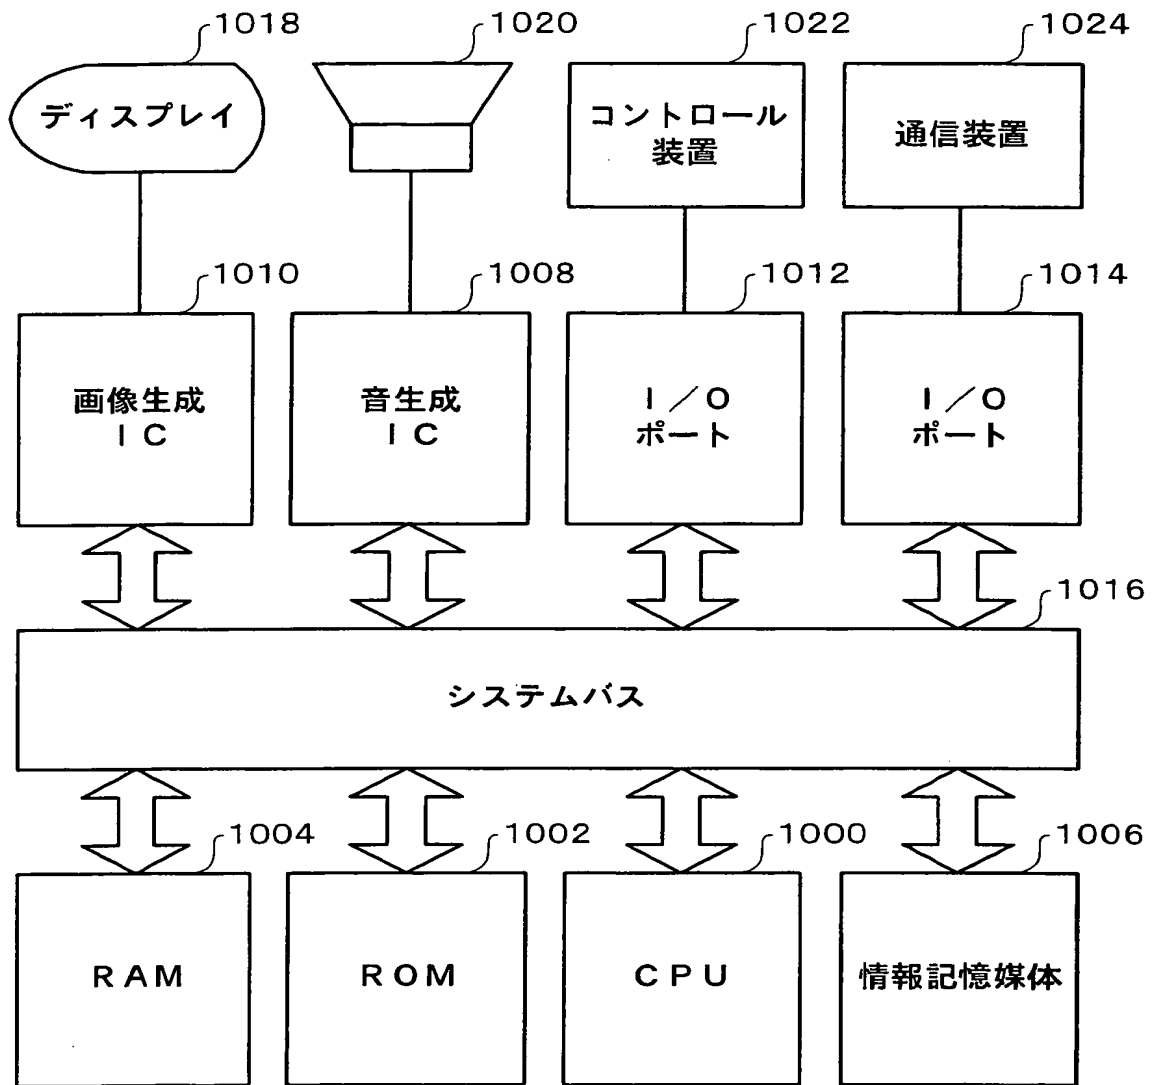 1018
1020
1022
1024
ディスプレイ
コントロール
装置
通信装置
1010
1008
1012
1014
画像生成
IC
音生成
IC
I/O
ポート
I/O
ポート
1016
システムバス
1004
1002
1000
1006
RAM
ROM
CPU
情報記憶媒体